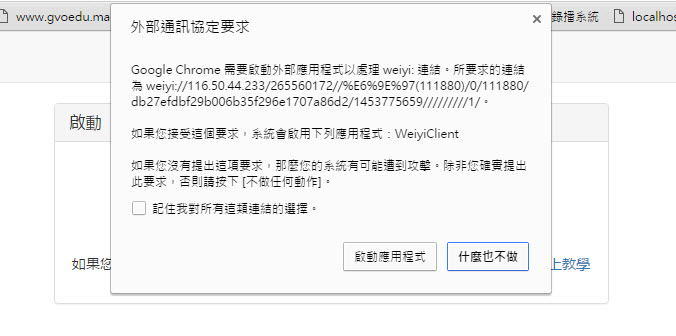 www.gvoedu.ma
錄播系統
localhos
外部通訊協定要求
Google Chrome 需要啟動外部應用程式以處理 weiyi: 連結。所要求的連結
為 weiyi://116.50.44.233/265560172//%E6%9E%97(111880)/0/111880/
db27efdbf29b006b35f296e1707a86d2/1453775659/////////1/。
如果您接受這個要求，系統會啟用下列應用程式：WeiyiClient
如果您沒有提出這項要求，那麼您的系統有可能遭到攻擊。除非您確實提出
此要求，否則請按下 [不做任何動作]。
記住我對所有這類連結的選擇。
啟動應用程式
什麼也不做
啟動
如果您
上教學